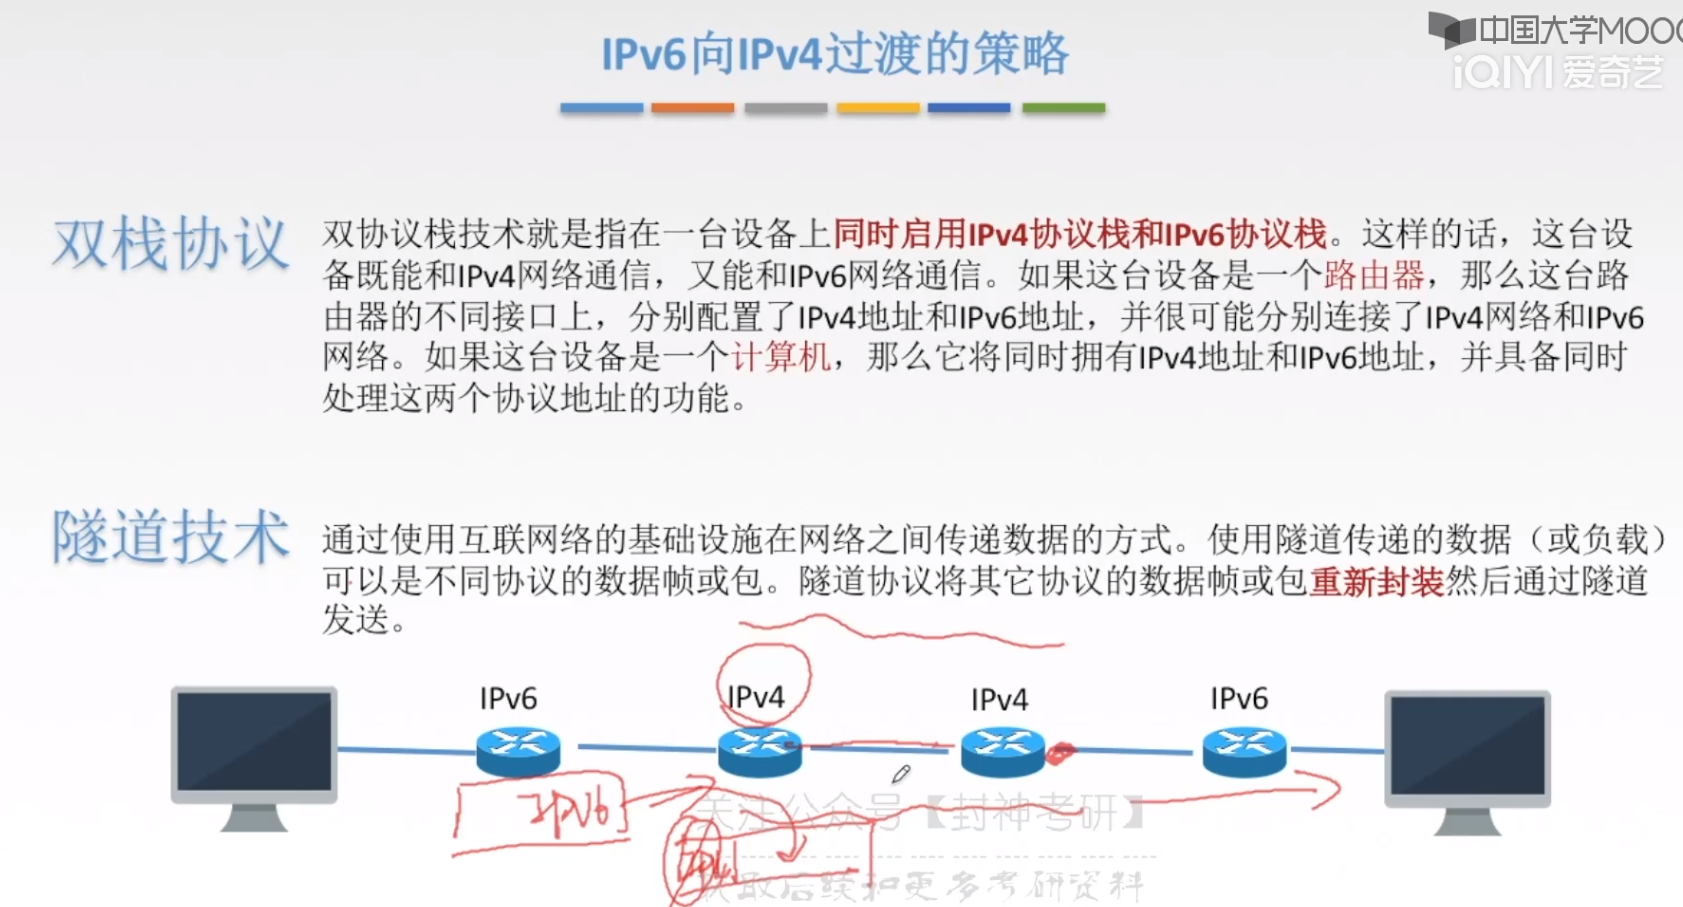 中国大学MOOC
iQIYI 爱奇艺
IPv6向IPv4过渡的策略
双栈协议
双协议栈技术就是指在一台设备上同时启用IPv4协议栈和IPv6协议栈。这样的话，这台设
备既能和IPv4网络通信，又能和IPv6网络通信。如果这台设备是一个路由器，那么这台路
由器的不同接口上，分别配置了IPv4地址和IPv6地址，并很可能分别连接了IPv4网络和IPv6
网络。如果这台设备是一个计算机，那么它将同时拥有IPv4地址和IPv6地址，并具备同时
处理这两个协议地址的功能。
隧道技术
通过使用互联网络的基础设施在网络之间传递数据的方式。使用隧道传递的数据（或负载）
可以是不同协议的数据帧或包。隧道协议将其它协议的数据帧或包重新封装然后通过隧道
发送。
IPv6 IPv4 IPv4 IPv6
IPV6
关注公众号【封神考研】
获取后续和更多考研资料